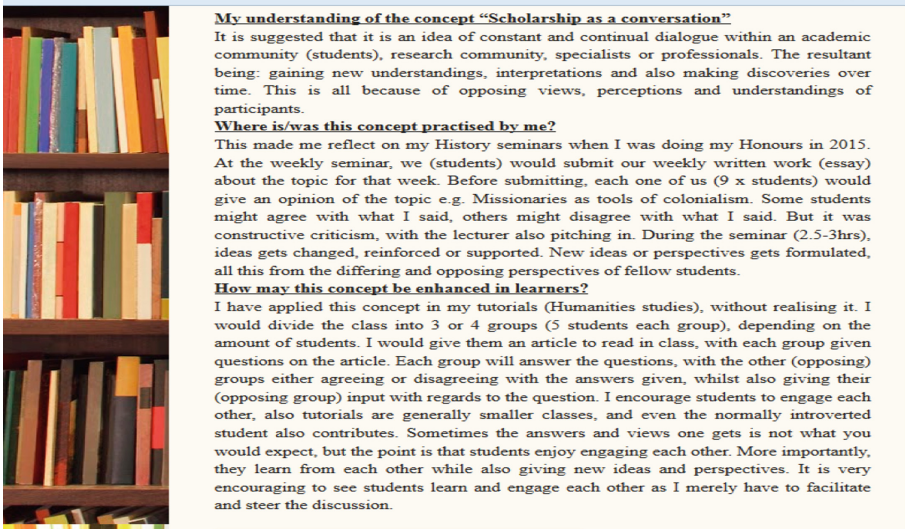 My understanding of the concept “Scholarship as a conversation”
It is suggested that it is an idea of constant and continual dialogue within an academic
community (students), research community, specialists or professionals. The resultant
being: gaining new understandings, interpretations and also making discoveries over
time. This is all because of opposing views, perceptions and understandings of
participants.
Where is/was this concept practised by me?
This made me reflect on my History seminars when I was doing my Honours in 2015.
At the weekly seminar, we (students) would submit our weekly written work (essay)
about the topic for that week. Before submitting, each one of us (9 x students) would
give an opinion of the topic e.g. Missionaries as tools of colonialism. Some students
might agree with what I said, others might disagree with what I said. But it was
constructive criticism, with the lecturer also pitching in. During the seminar (2.5-3hrs),
ideas gets changed, reinforced or supported. New ideas or perspectives gets formulated,
all this from the differing and opposing perspectives of fellow students.
How may this concept be enhanced in learners?
I have applied this concept in my tutorials (Humanities studies), without realising it. I
would divide the class into 3 or 4 groups (5 students each group), depending on the
amount of students. I would give them an article to read in class, with each group given
questions on the article. Each group will answer the questions, with the other (opposing)
groups either agreeing or disagreeing with the answers given, whilst also giving their
(opposing group) input with regards to the question. I encourage students to engage each
other, also tutorials are generally smaller classes, and even the normally introverted
student also contributes. Sometimes the answers and views one gets is not what you
would expect, but the point is that students enjoy engaging each other. More importantly,
they learn from each other while also giving new ideas and perspectives. It is very
encouraging to see students learn and engage each other as I merely have to facilitate
and steer the discussion.